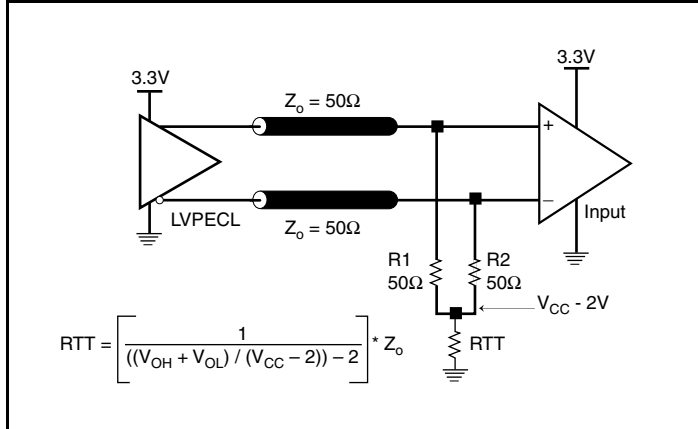 3.3V
3.3V
Zo = 50Ω
+
LVPECL
–
Input
Zo = 50Ω
R1
50Ω
R2
50Ω
VCC - 2V
RTT = [ 1 / ((VOH + VOL) / (VCC – 2)) – 2 ] * Zo
RTT